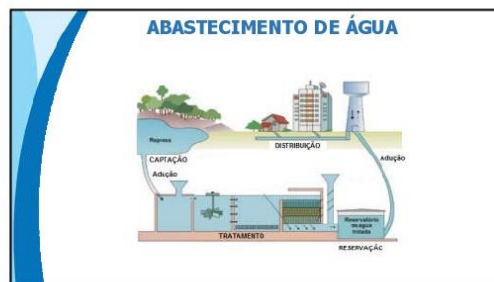 ABASTECIMENTO DE ÁGUA
Represa
CAPTAÇÃO
Adução
DISTRIBUIÇÃO
Adução
TRATAMENTO
Reservatório
de água
tratada
RESERVAÇÃO